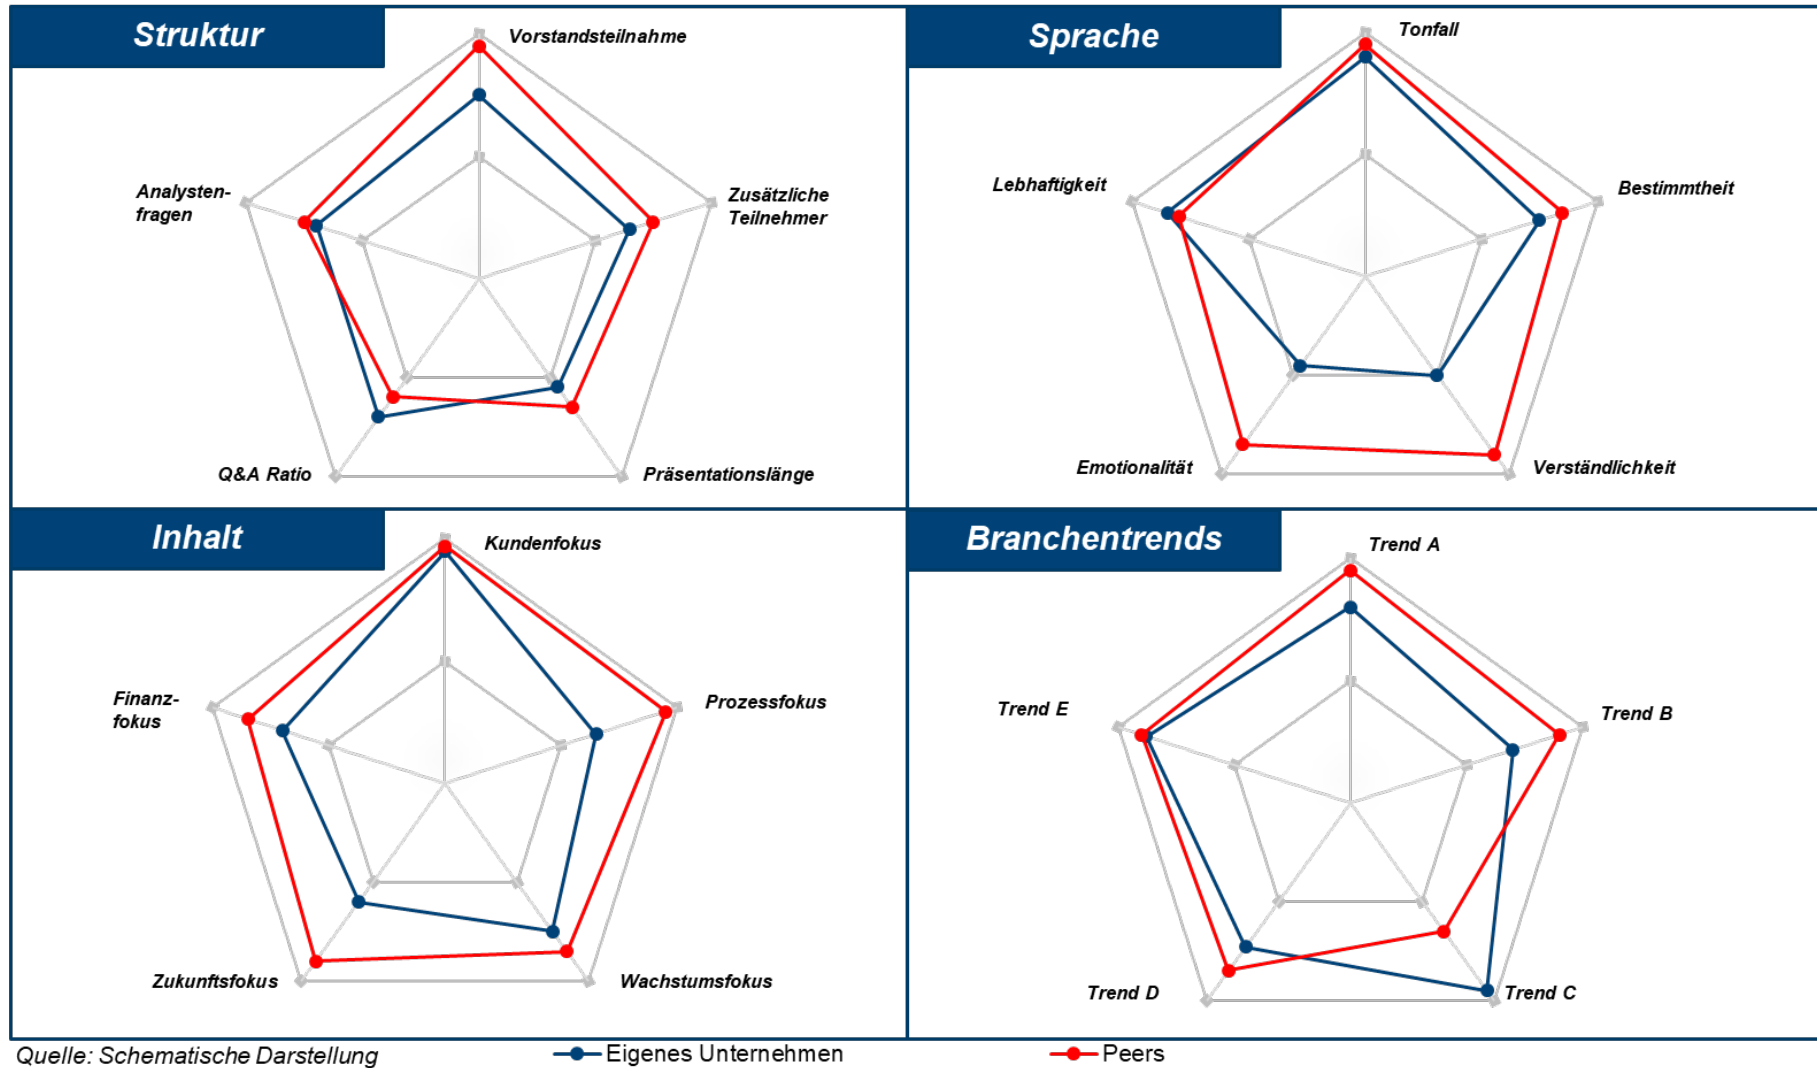 Struktur
Vorstandsteilnahme
Analysten-
fragen
Zusätzliche
Teilnehmer
Q&A Ratio
Präsentationslänge
Sprache
Tonfall
Lebhaftigkeit
Bestimmtheit
Emotionalität
Verständlichkeit
Inhalt
Kundenfokus
Finanz-
fokus
Prozessfokus
Zukunftsfokus
Wachstumsfokus
Branchentrends
Trend A
Trend E
Trend B
Trend D
Trend C
Quelle: Schematische Darstellung
Eigenes Unternehmen
Peers